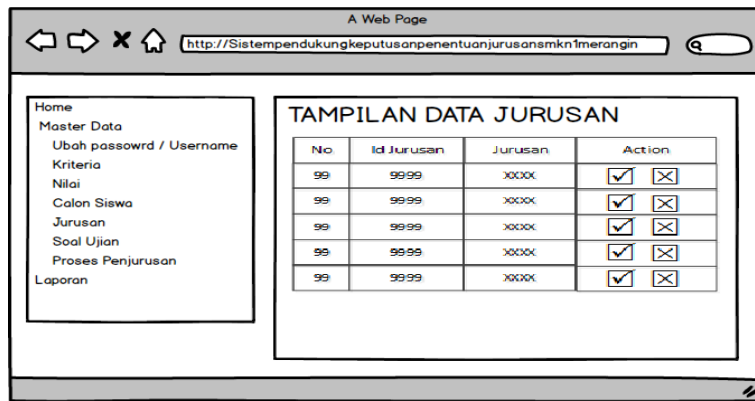 A Web Page
http://Sistempendukungkeputusanpenentuanjurusansmkn1merangin
Home
Master Data
Ubah passowrd / Username
Kriteria
Nilai
Calon Siswa
Jurusan
Soal Ujian
Proses Penjurusan
Laporan
TAMPILAN DATA JURUSAN
No Id Jurusan Jurusan Action
99 9999 XXXX
99 9999 XXXX
99 9999 XXXX
99 9999 XXXX
99 9999 XXXX